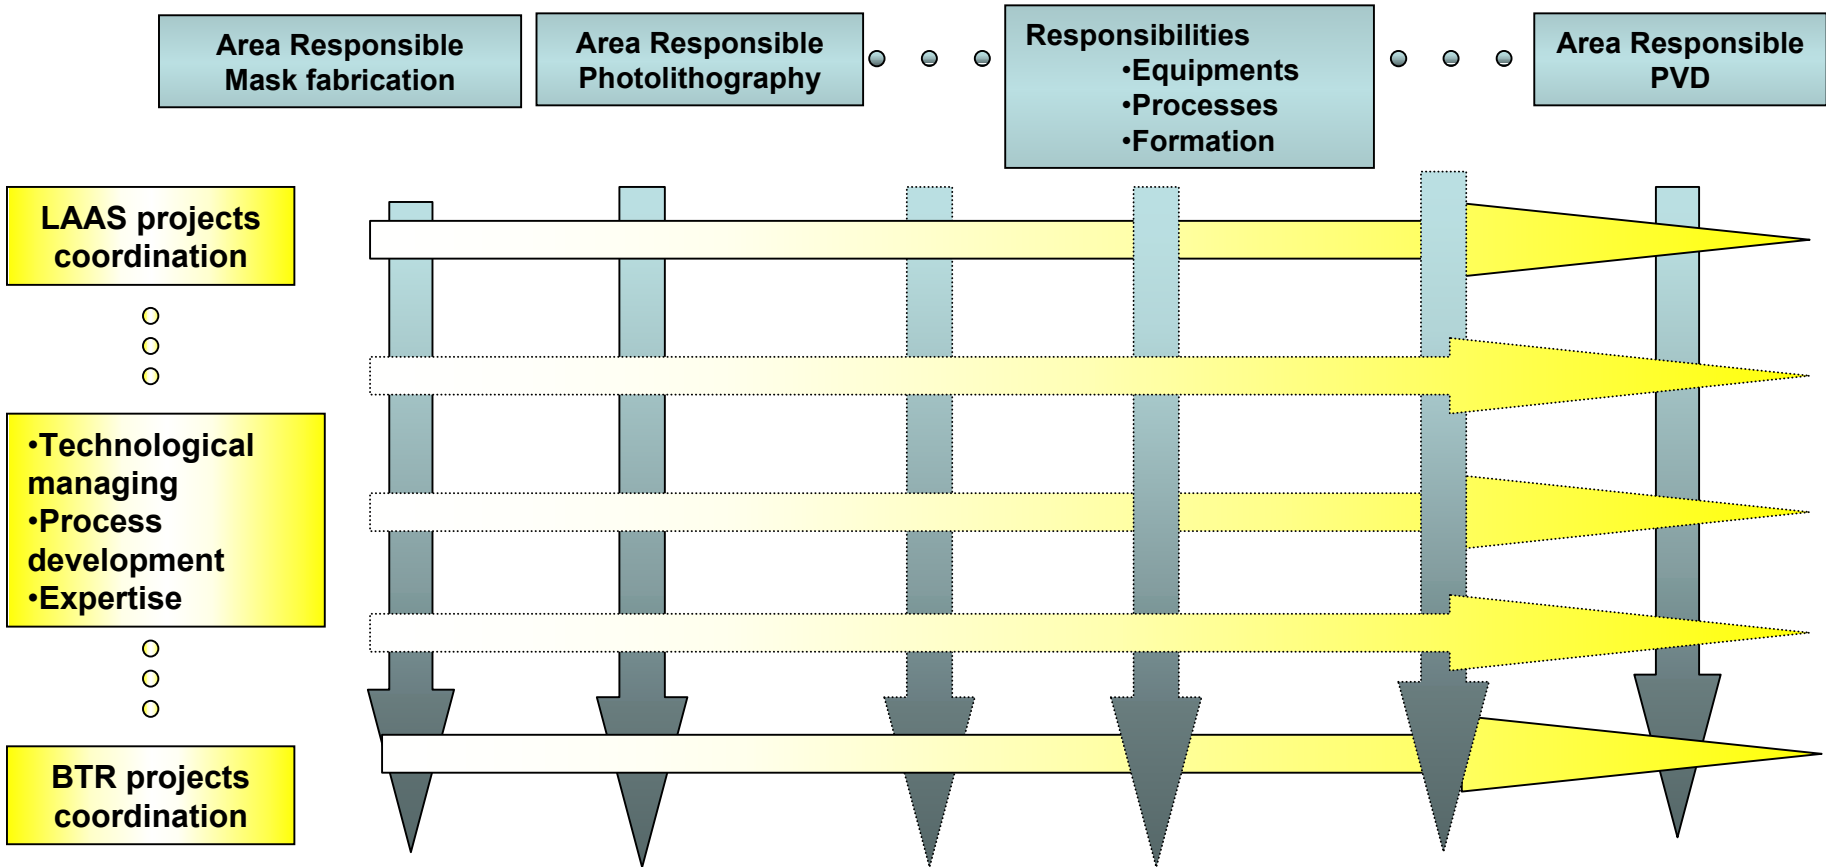 Area Responsible
Mask fabrication
Area Responsible
Photolithography
Responsibilities
•Equipments
•Processes
•Formation
Area Responsible
PVD
LAAS projects
coordination
•Technological
managing
•Process
development
•Expertise
BTR projects
coordination